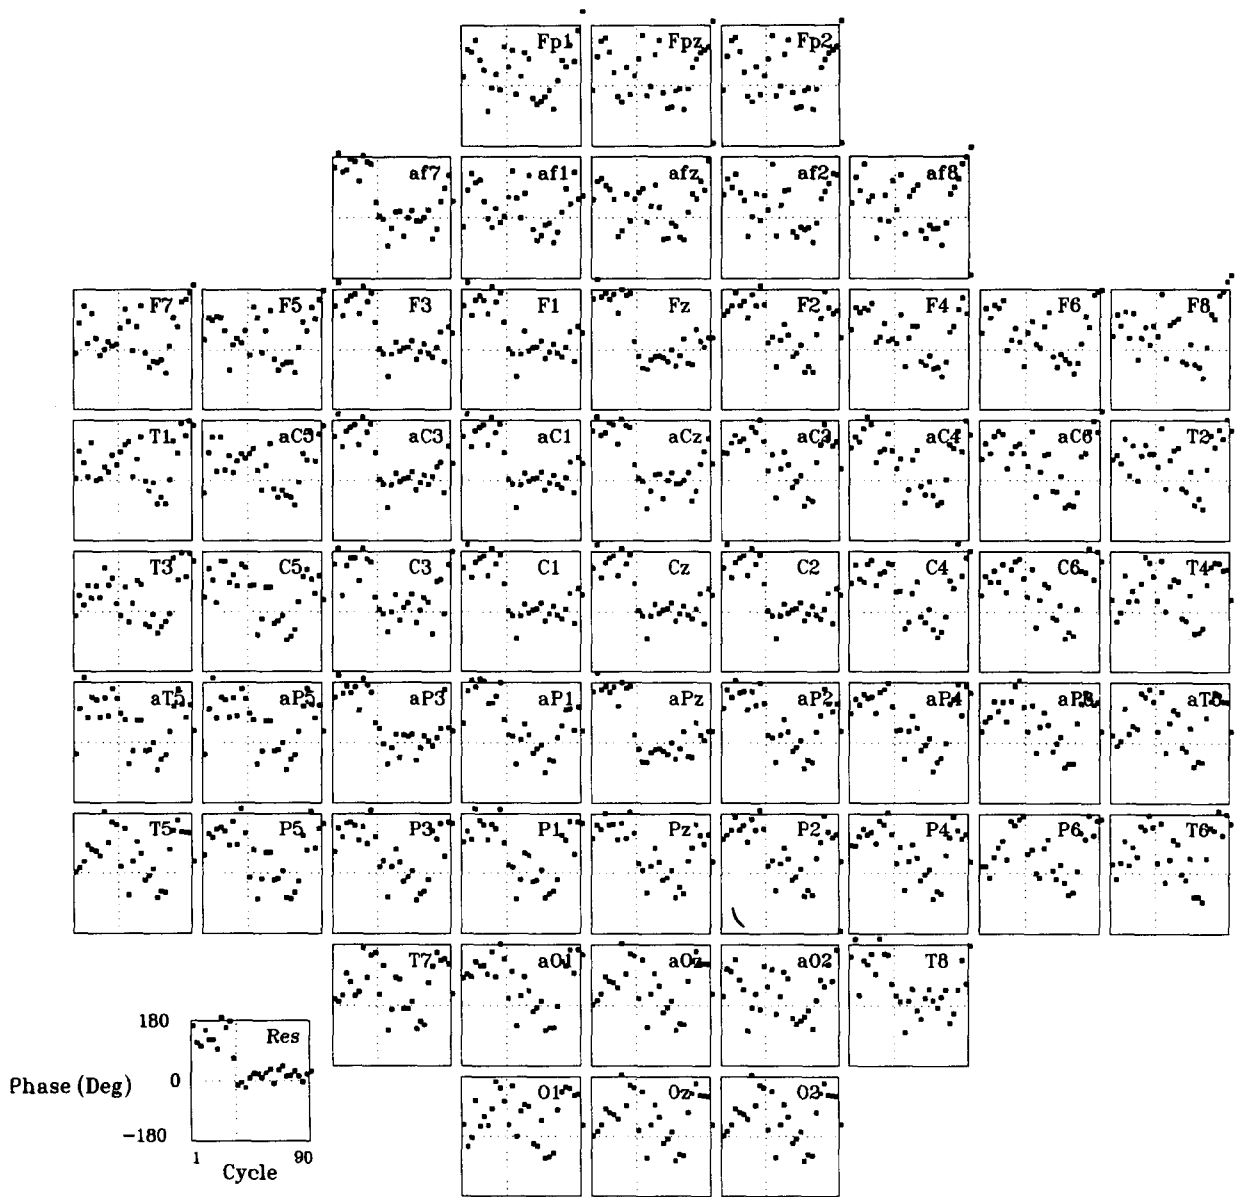 Fp1 Fpz Fp2
af7 af1 afz af2 af8
F7 F5 F3 F1 Fz F2 F4 F6 F8
T1 aC5 aC3 aC1 aCz aC2 aC4 aC6 T2
T3 C5 C3 C1 Cz C2 C4 C6 T4
aT5 aP5 aP3 aP1 aPz aP2 aP4 aP6 aT6
T5 P5 P3 P1 Pz P2 P4 P6 T6
T7 aO1 aOz aO2 T8
180 Res
Phase (Deg) 0
O1 Oz O2
-180
1 90
Cycle